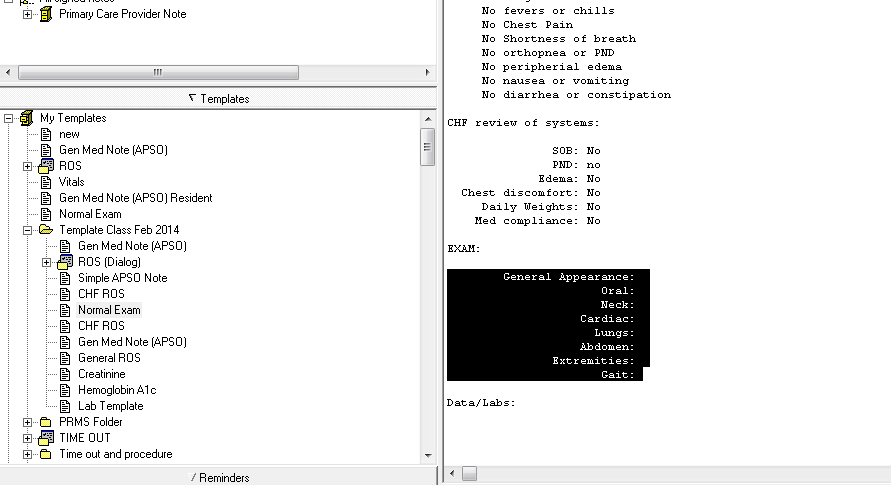 Primary Care Provider Note
Templates
My Templates
new
Gen Med Note (APSO)
ROS
Vitals
Gen Med Note (APSO) Resident
Normal Exam
Template Class Feb 2014
Gen Med Note (APSO)
ROS (Dialog)
Simple APSO Note
CHF ROS
Normal Exam
CHF ROS
Gen Med Note (APSO)
General ROS
Creatinine
Hemoglobin A1c
Lab Template
PRMS Folder
TIME OUT
Time out and procedure
Reminders
No fevers or chills
No Chest Pain
No Shortness of breath
No orthopnea or PND
No peripherial edema
No nausea or vomiting
No diarrhea or constipation
CHF review of systems:
SOB: No
PND: no
Edema: No
Chest discomfort: No
Daily Weights: No
Med compliance: No
EXAM:
General Appearance:
Oral:
Neck:
Cardiac:
Lungs:
Abdomen:
Extremities:
Gait:
Data/Labs: